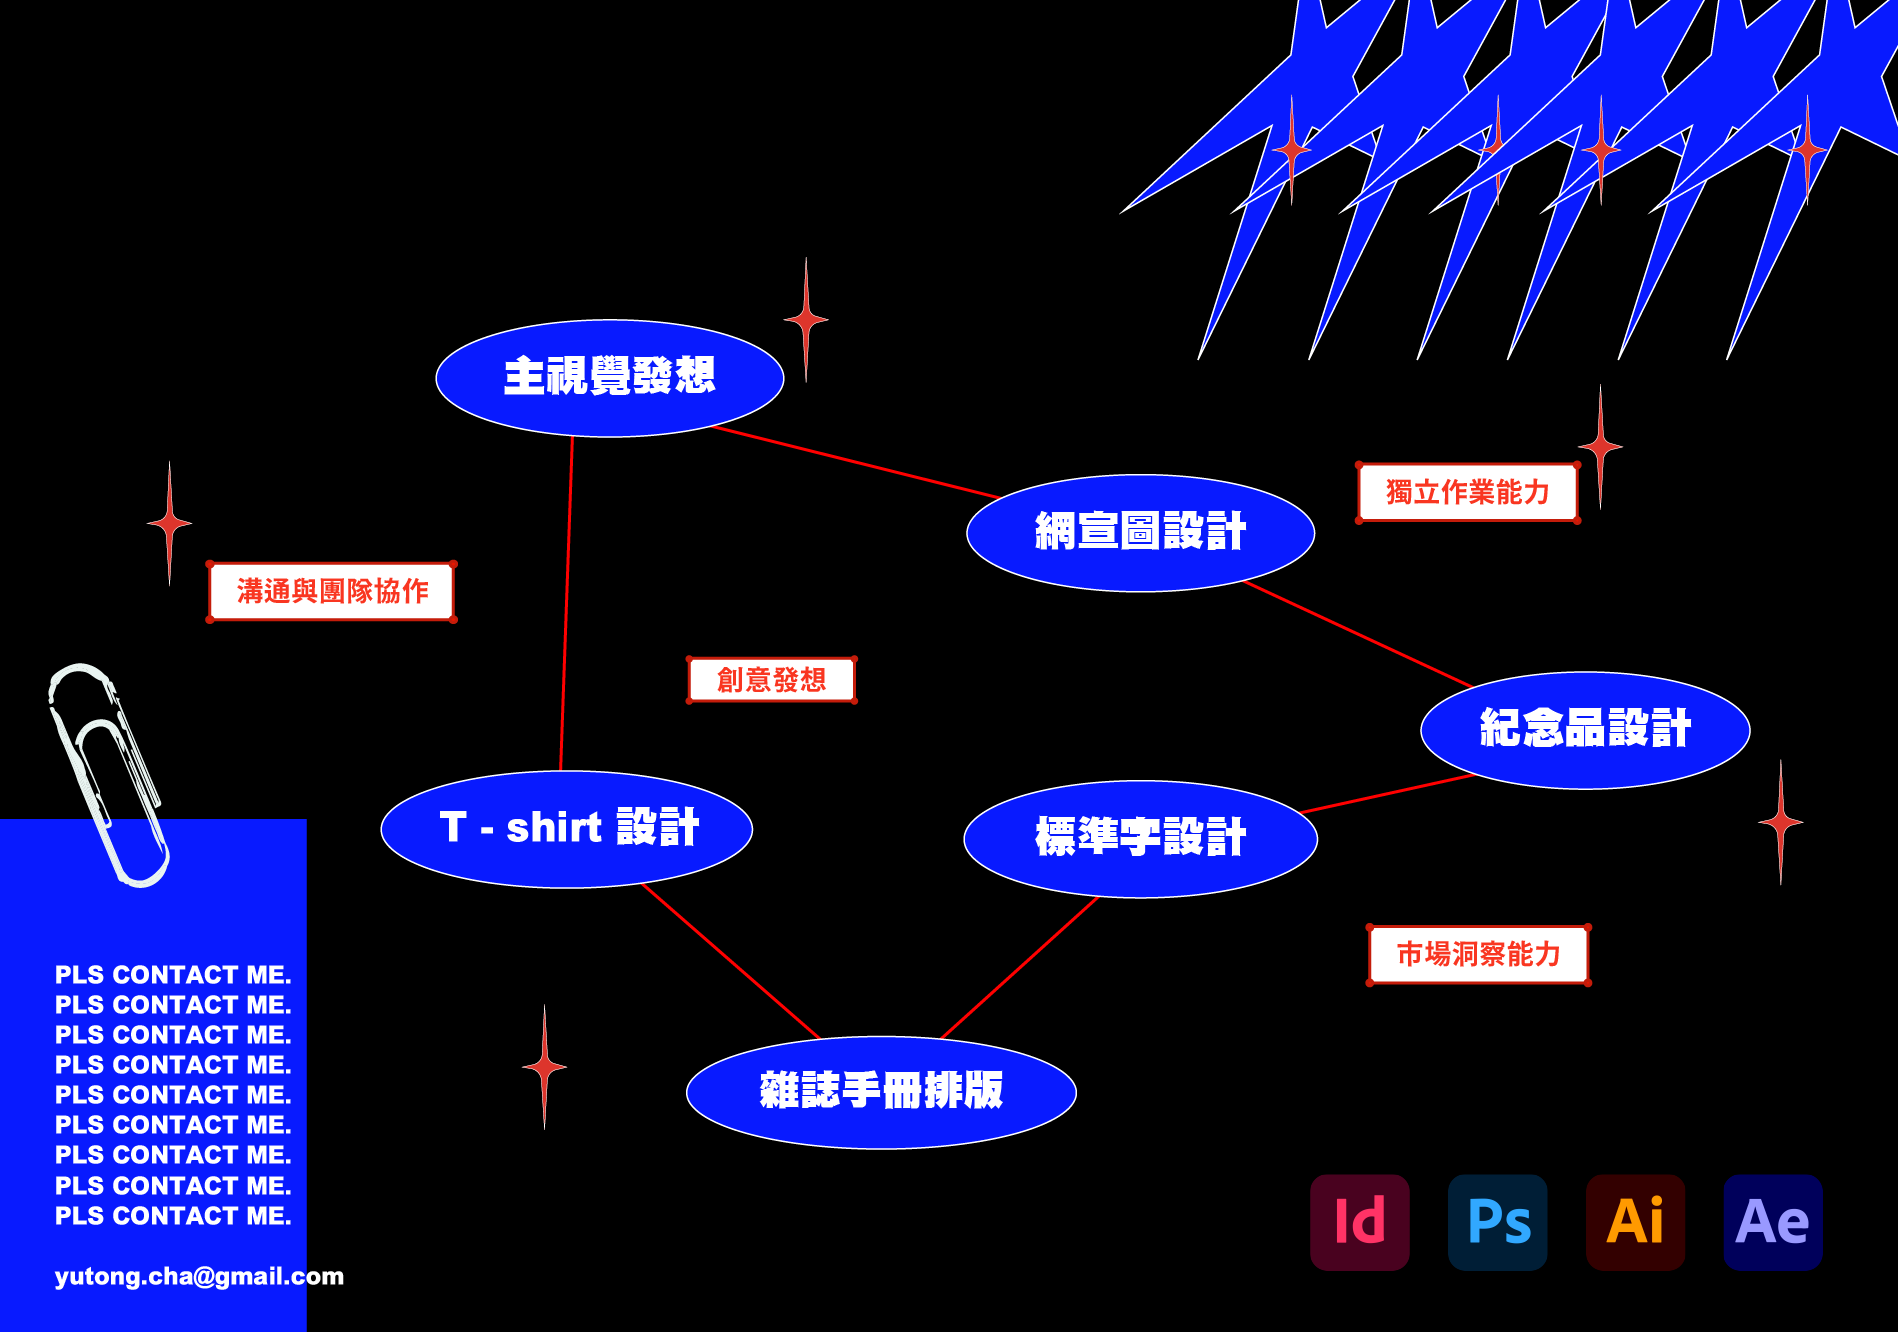 主視覺發想
網宣圖設計
獨立作業能力
溝通與團隊協作
創意發想
紀念品設計
T - shirt 設計
標準字設計
市場洞察能力
雜誌手冊排版
PLS CONTACT ME.
PLS CONTACT ME.
PLS CONTACT ME.
PLS CONTACT ME.
PLS CONTACT ME.
PLS CONTACT ME.
PLS CONTACT ME.
PLS CONTACT ME.
PLS CONTACT ME.
yutong.cha@gmail.com
Id
Ps
Ai
Ae